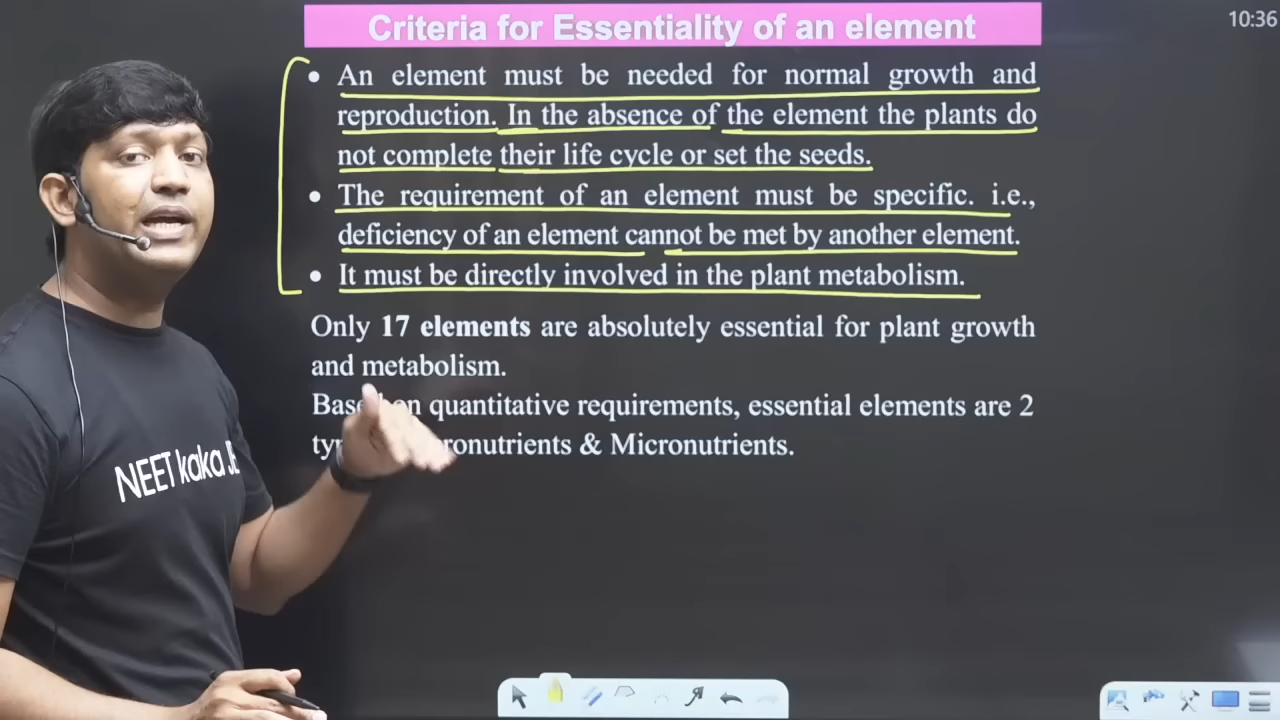 Criteria for Essentiality of an element
10:36
• An element must be needed for normal growth and
reproduction. In the absence of the element the plants do
not complete their life cycle or set the seeds.
• The requirement of an element must be specific. i.e.,
deficiency of an element cannot be met by another element.
• It must be directly involved in the plant metabolism.
Only 17 elements are absolutely essential for plant growth
and metabolism.
on quantitative requirements, essential elements are 2
& Micronutrients.
NEET kaka JE